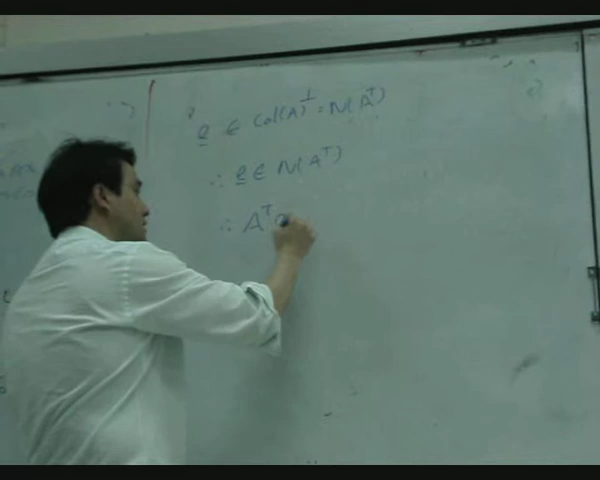 e ∈ Col(A)^⊥ = N(A^T)
∴ e ∈ N(A^T)
∴ A^T e